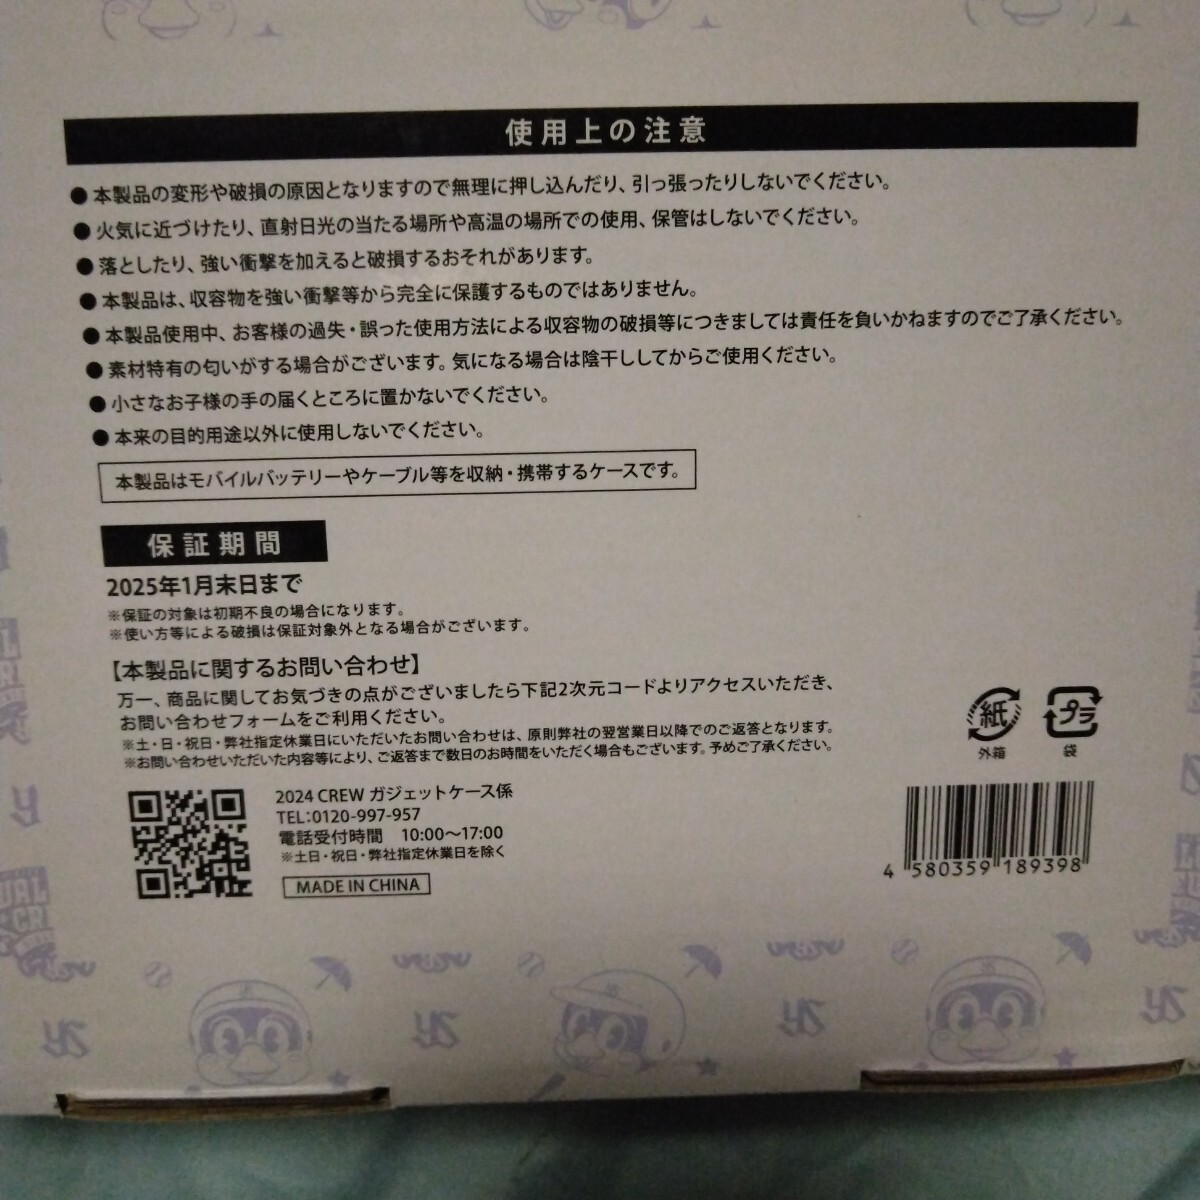 使用上の注意
●本製品の変形や破損の原因となりますので無理に押し込んだり、引っ張ったりしないでください。
●火気に近づけたり、直射日光の当たる場所や高温の場所での使用、保管はしないでください。
●落としたり、強い衝撃を加えると破損するおそれがあります。
●本製品は、収容物を強い衝撃等から完全に保護するものではありません。
●本製品使用中、お客様の過失・誤った使用方法による収容物の破損等につきましては責任を負いかねますのでご了承ください。
●素材特有の匂いがする場合がございます。気になる場合は陰干ししてからご使用ください。
●小さなお子様の手の届くところに置かないでください。
●本来の目的用途以外に使用しないでください。
本製品はモバイルバッテリーやケーブル等を収納・携帯するケースです。
保証期間
2025年1月末日まで
※保証の対象は初期不良の場合になります。
※使い方等による破損は保証対象外となる場合がございます。
【本製品に関するお問い合わせ】
万一、商品に関してお気づきの点がございましたら下記2次元コードよりアクセスいただき、
お問い合わせフォームをご利用ください。
※土・日・祝日・弊社指定休業日にいただいたお問い合わせは、原則弊社の翌営業日以降でのご返答となります。
※お問い合わせいただいた内容等により、ご返答まで数日のお時間をいただく場合もございます。予めご了承ください。
紙
外箱
プラ
袋
2024 CREW ガジェットケース係
TEL:0120-997-957
電話受付時間 10:00〜17:00
※土日・祝日・弊社指定休業日を除く
MADE IN CHINA
4 580359 189398